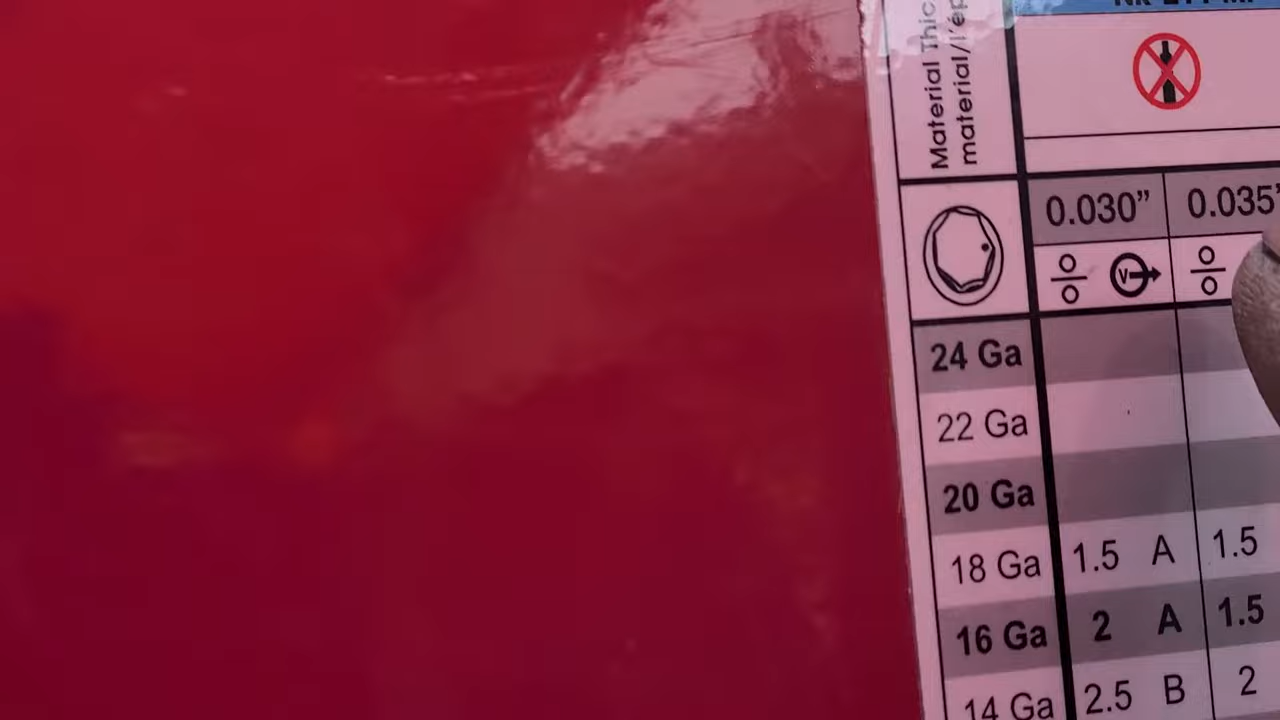 Material Thic
material/l'ép
0.030” 0.035”
V
24 Ga
22 Ga
20 Ga
18 Ga 1.5 A 1.5
16 Ga 2 A 1.5
14 Ga 2.5 B 2